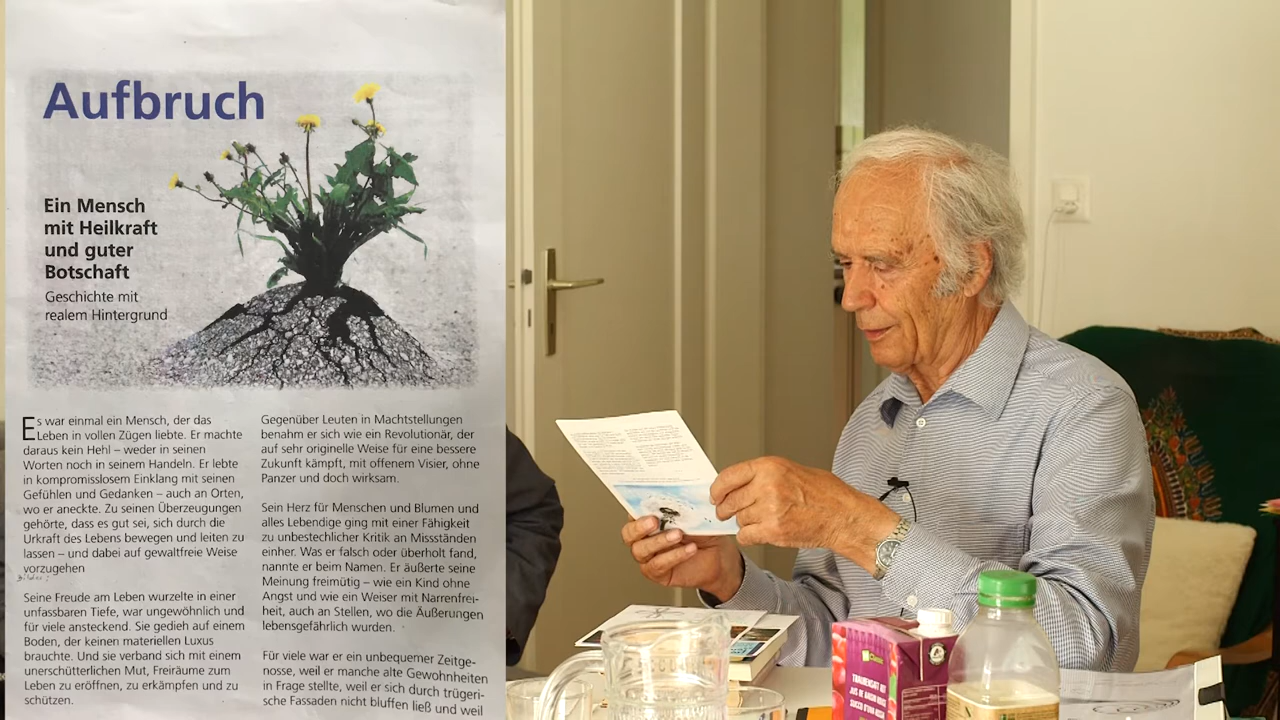 Aufbruch
Ein Mensch
mit Heilkraft
und guter
Botschaft
Geschichte mit
realem Hintergrund
Es war einmal ein Mensch, der das
Leben in vollen Zügen liebte. Er machte
daraus kein Hehl – weder in seinen
Worten noch in seinem Handeln. Er lebte
in kompromisslosem Einklang mit seinen
Gefühlen und Gedanken – auch an Orten,
wo er aneckte. Zu seinen Überzeugungen
gehörte, dass es gut sei, sich durch die
Urkraft des Lebens bewegen und leiten zu
lassen – und dabei auf gewaltfreie Weise
vorzugehen
Bilder:
Seine Freude am Leben wurzelte in einer
unfassbaren Tiefe, war ungewöhnlich und
für viele ansteckend. Sie gedieh auf einem
Boden, der keinen materiellen Luxus
brauchte. Und sie verband sich mit einem
unerschütterlichen Mut, Freiräume zum
Leben zu eröffnen, zu erkämpfen und zu
schützen.
Gegenüber Leuten in Machtstellungen
benahm er sich wie ein Revolutionär, der
auf sehr originelle Weise für eine bessere
Zukunft kämpft, mit offenem Visier, ohne
Panzer und doch wirksam.
Sein Herz für Menschen und Blumen und
alles Lebendige ging mit einer Fähigkeit
zu unbestechlicher Kritik an Missständen
einher. Was er falsch oder überholt fand,
nannte er beim Namen. Er äußerte seine
Meinung freimütig – wie ein Kind ohne
Angst und wie ein Weiser mit Narrenfrei-
heit, auch an Stellen, wo die Äußerungen
lebensgefährlich wurden.
Für viele war er ein unbequemer Zeitge-
nosse, weil er manche alte Gewohnheiten
in Frage stellte, weil er sich durch trügeri-
sche Fassaden nicht bluffen ließ und weil
TRAUBENSAFT ROT
JUS DE RAISIN ROUGE
SUCCO D'UVA ROSSA